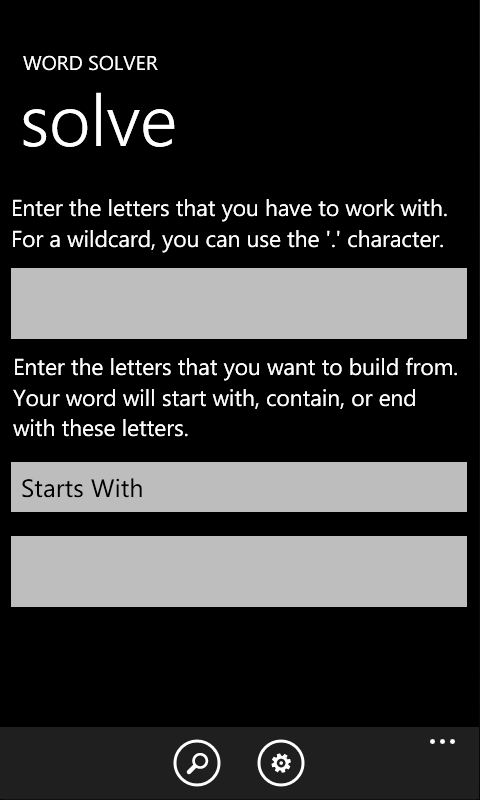 WORD SOLVER
solve
Enter the letters that you have to work with.
For a wildcard, you can use the '.' character.
Enter the letters that you want to build from.
Your word will start with, contain, or end
with these letters.
Starts With